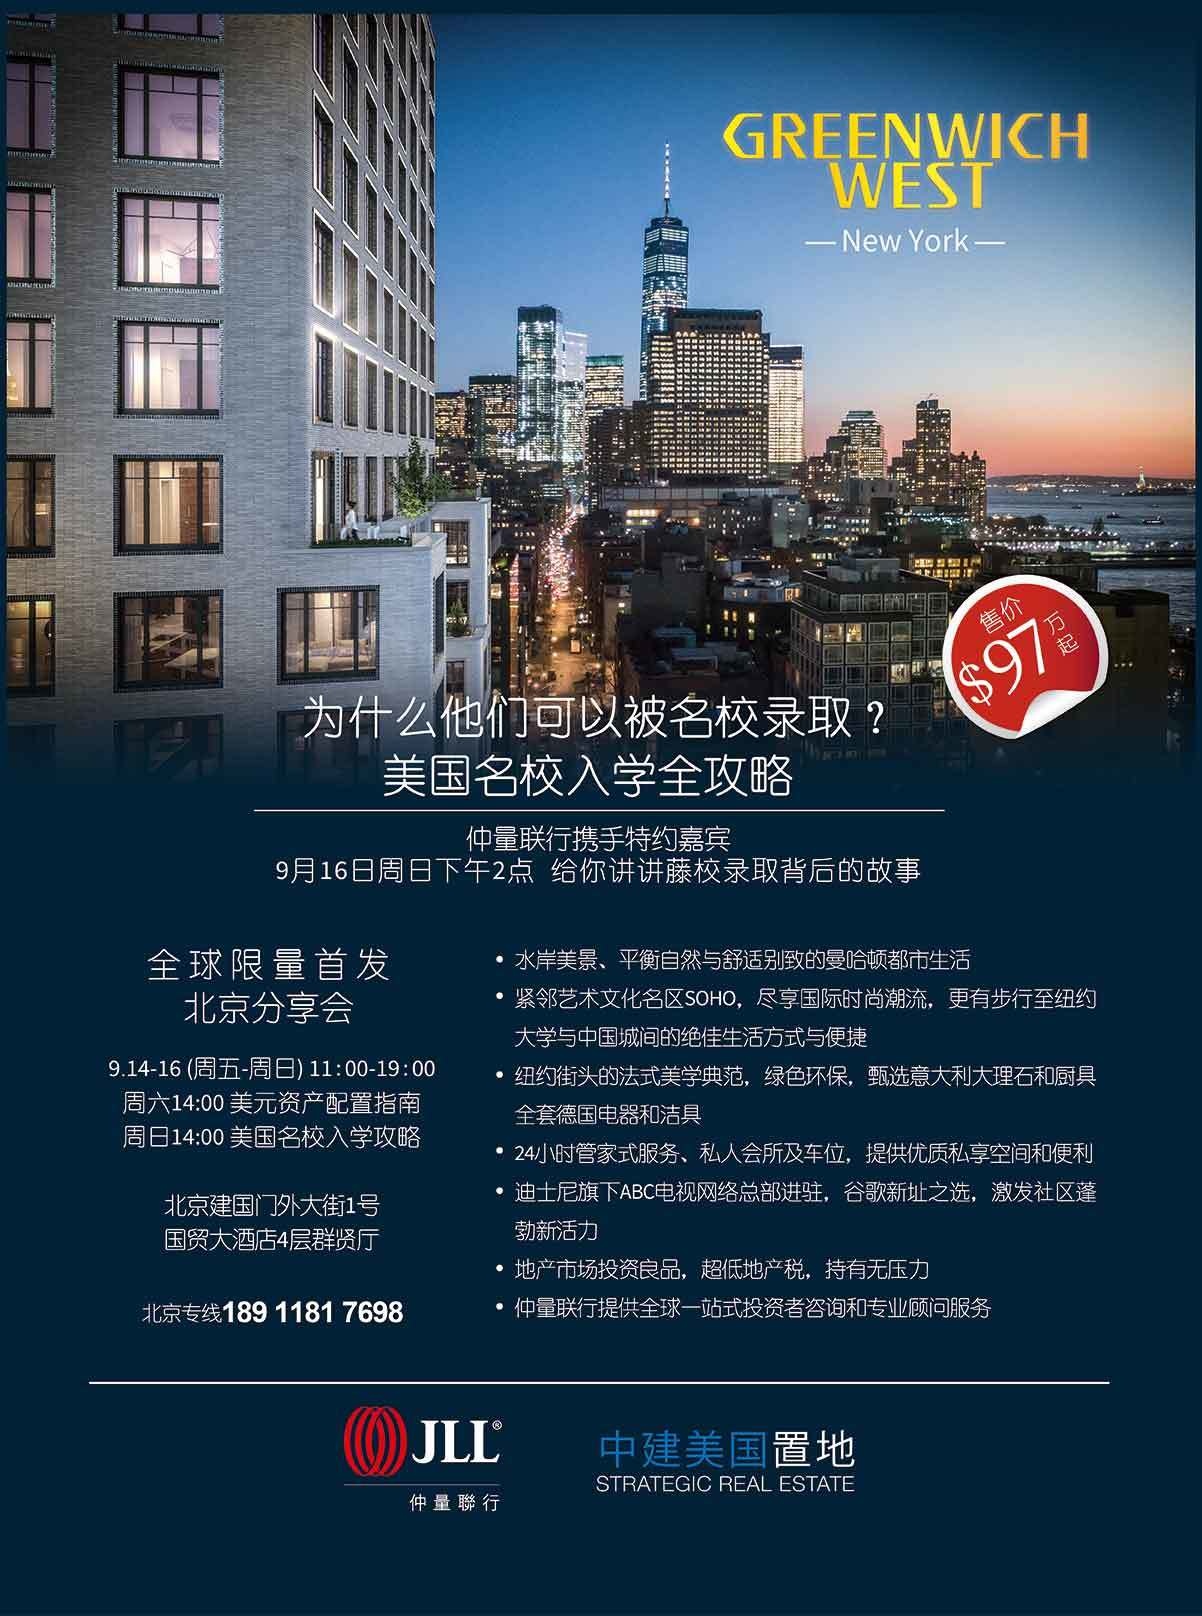 GREENWICH
WEST
— New York —
售价
$97万起
为什么他们可以被名校录取？
美国名校入学全攻略
仲量联行携手特约嘉宾
9月16日周日下午2点 给你讲讲藤校录取背后的故事
全球限量首发
北京分享会
9.14-16 (周五-周日) 11:00-19:00
周六14:00 美元资产配置指南
周日14:00 美国名校入学攻略
北京建国门外大街1号
国贸大酒店4层群贤厅
北京专线189 1181 7698
• 水岸美景、平衡自然与舒适别致的曼哈顿都市生活
• 紧邻艺术文化名区SOHO，尽享国际时尚潮流，更有步行至纽约
大学与中国城间的绝佳生活方式与便捷
• 纽约街头的法式美学典范，绿色环保，甄选意大利大理石和厨具
全套德国电器和洁具
• 24小时管家式服务、私人会所及车位，提供优质私享空间和便利
• 迪士尼旗下ABC电视网络总部进驻，谷歌新址之选，激发社区蓬
勃新活力
• 地产市场投资良品，超低地产税，持有无压力
• 仲量联行提供全球一站式投资者咨询和专业顾问服务
JLL®
仲量聯行
中建美国置地
STRATEGIC REAL ESTATE